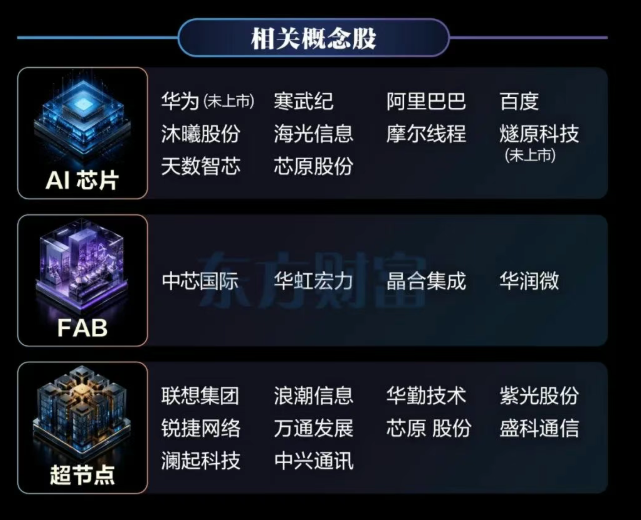 相关概念股
华为(未上市) 寒武纪 阿里巴巴 百度
沐曦股份 海光信息 摩尔线程 燧原科技
(未上市)
天数智芯 芯原股份
AI 芯片
东方财富
中芯国际 华虹宏力 晶合集成 华润微
FAB
联想集团 浪潮信息 华勤技术 紫光股份
锐捷网络 万通发展 芯原 股份 盛科通信
澜起科技 中兴通讯
超节点